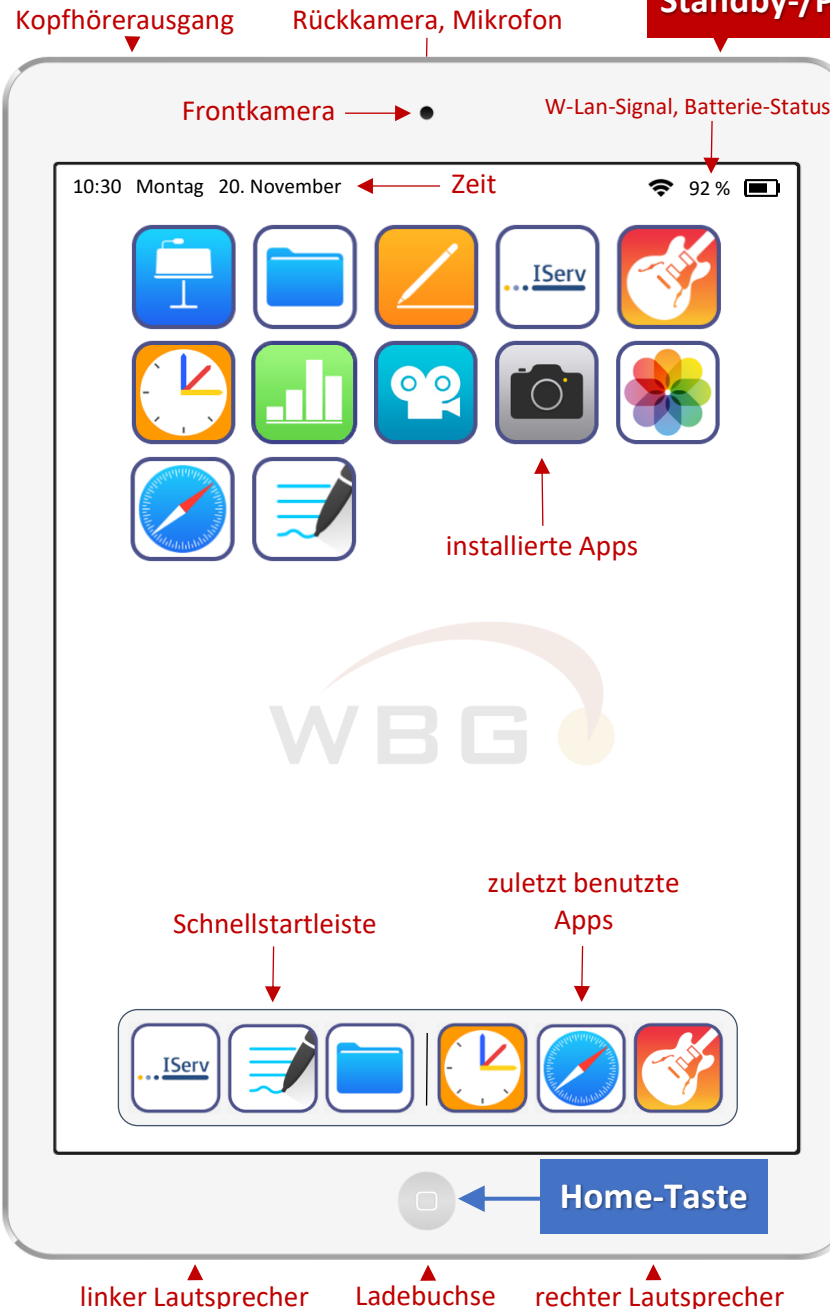 Kopfhörerausgang
Rückkamera, Mikrofon
Standby-/P
Frontkamera
W-Lan-Signal, Batterie-Status
10:30 Montag 20. November
Zeit
92 %
IServ
installierte Apps
WBG
zuletzt benutzte
Apps
Schnellstartleiste
IServ
Home-Taste
linker Lautsprecher
Ladebuchse
rechter Lautsprecher